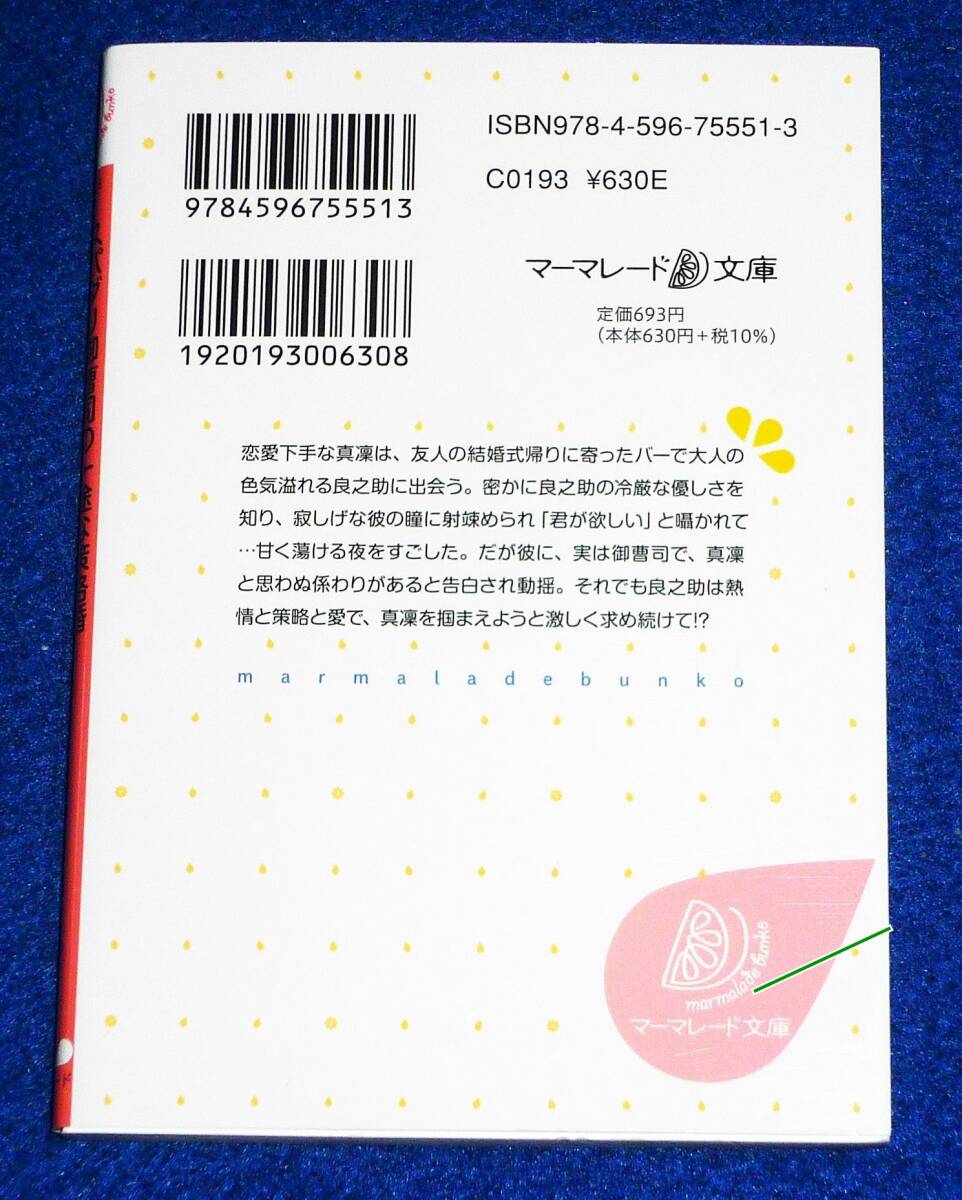 ISBN978-4-596-75551-3
C0193 ¥630E
9784596755513
1920193006308
マーマレード文庫
定価693円
(本体630円+税10%)
恋愛下手な真凜は、友人の結婚式帰りに寄ったバーで大人の
色気溢れる良之助に出会う。密かに良之助の冷厳な優しさを
知り、寂しげな彼の瞳に射竦められ「君が欲しい」と囁かれて
…甘く蕩ける夜をすごした。だが彼に、実は御曹司で、真凜
と思わぬ係わりがあると告白され動揺。それでも良之助は熱
情と策略と愛で、真凜を掴まえようと激しく求め続けて!?
marmaladebunko
marmalade bunko
マーマレード文庫